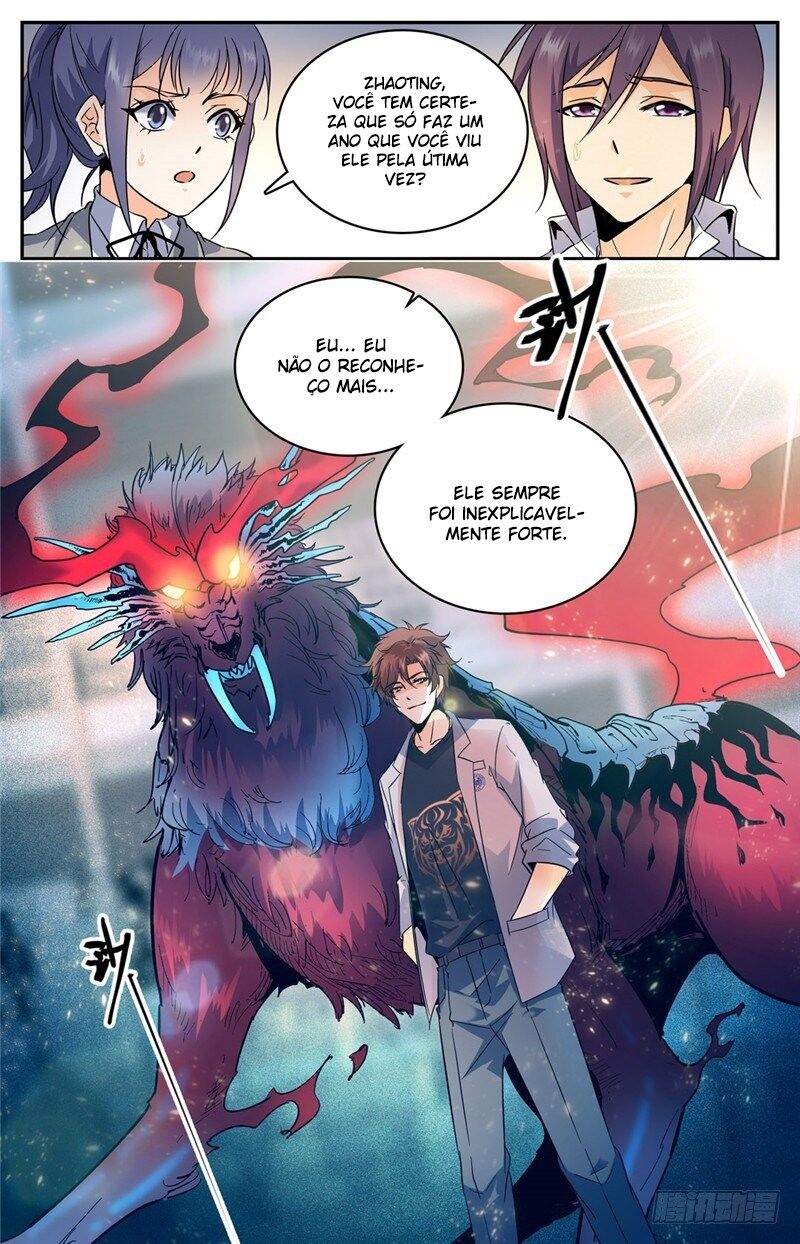 ZHAOTING,
VOCÊ TEM CERTE-
ZA QUE SÓ FAZ UM
ANO QUE VOCÊ VIU
ELE PELA ÚTIMA
VEZ?
EU... EU
NÃO O RECONHE-
ÇO MAIS...
ELE SEMPRE
FOI INEXPLICAVEL-
MENTE FORTE.
腾讯动漫